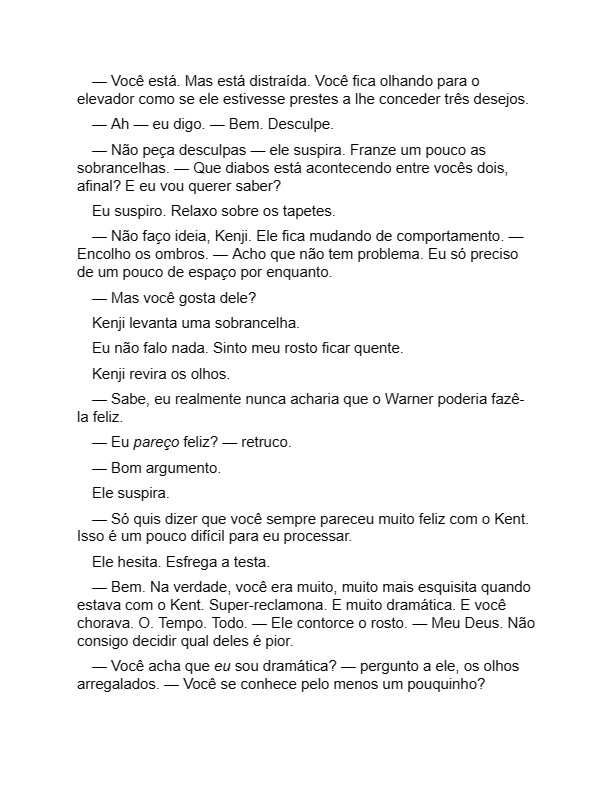 — Você está. Mas está distraída. Você fica olhando para o
elevador como se ele estivesse prestes a lhe conceder três desejos.
— Ah — eu digo. — Bem. Desculpe.
— Não peça desculpas — ele suspira. Franze um pouco as
sobrancelhas. — Que diabos está acontecendo entre vocês dois,
afinal? E eu vou querer saber?
Eu suspiro. Relaxo sobre os tapetes.
— Não faço ideia, Kenji. Ele fica mudando de comportamento. —
Encolho os ombros. — Acho que não tem problema. Eu só preciso
de um pouco de espaço por enquanto.
— Mas você gosta dele?
Kenji levanta uma sobrancelha.
Eu não falo nada. Sinto meu rosto ficar quente.
Kenji revira os olhos.
— Sabe, eu realmente nunca acharia que o Warner poderia fazê-
la feliz.
— Eu pareço feliz? — retruco.
— Bom argumento.
Ele suspira.
— Só quis dizer que você sempre pareceu muito feliz com o Kent.
Isso é um pouco difícil para eu processar.
Ele hesita. Esfrega a testa.
— Bem. Na verdade, você era muito, muito mais esquisita quando
estava com o Kent. Super-reclamona. E muito dramática. E você
chorava. O. Tempo. Todo. — Ele contorce o rosto. — Meu Deus. Não
consigo decidir qual deles é pior.
— Você acha que eu sou dramática? — pergunto a ele, os olhos
arregalados. — Você se conhece pelo menos um pouquinho?